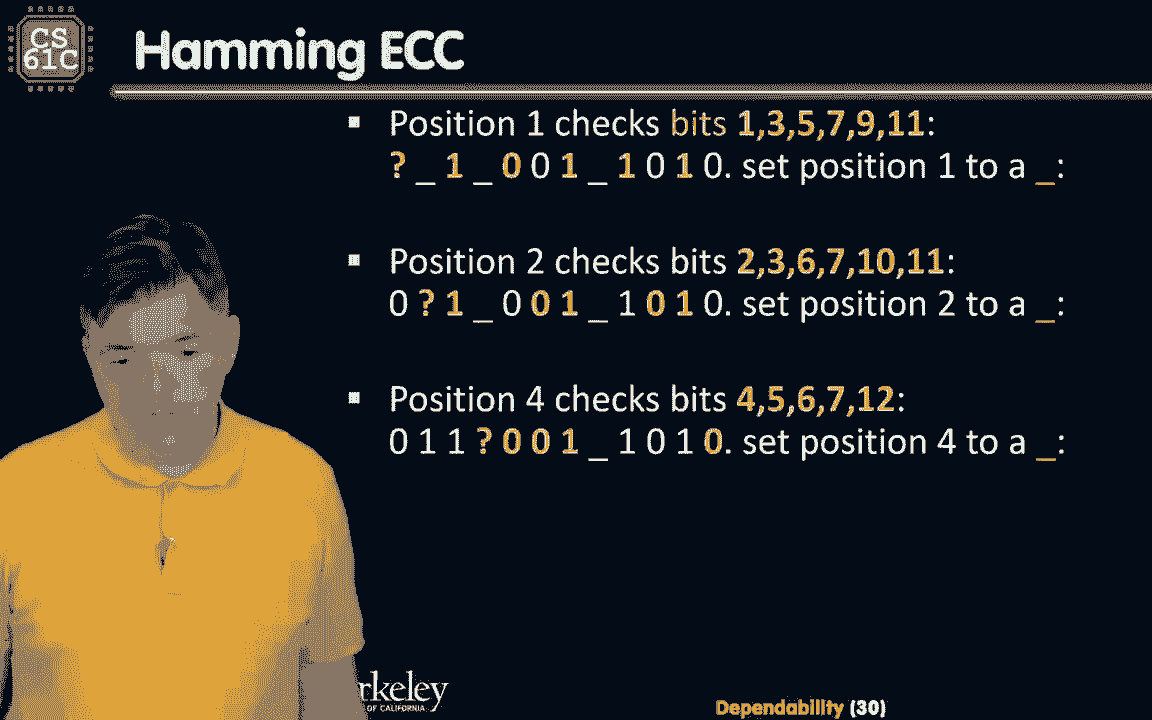 CS
61C
Hamming ECC
▪ Position 1 checks bits 1,3,5,7,9,11:
? _ 1 _ 0 0 1 _ 1 0 1 0. set position 1 to a _:
▪ Position 2 checks bits 2,3,6,7,10,11:
0 ? 1 _ 0 0 1 _ 1 0 1 0. set position 2 to a _:
▪ Position 4 checks bits 4,5,6,7,12:
0 1 1 ? 0 0 1 _ 1 0 1 0. set position 4 to a _:
rkeley
OF CALIFORNIA
Dependability (30)